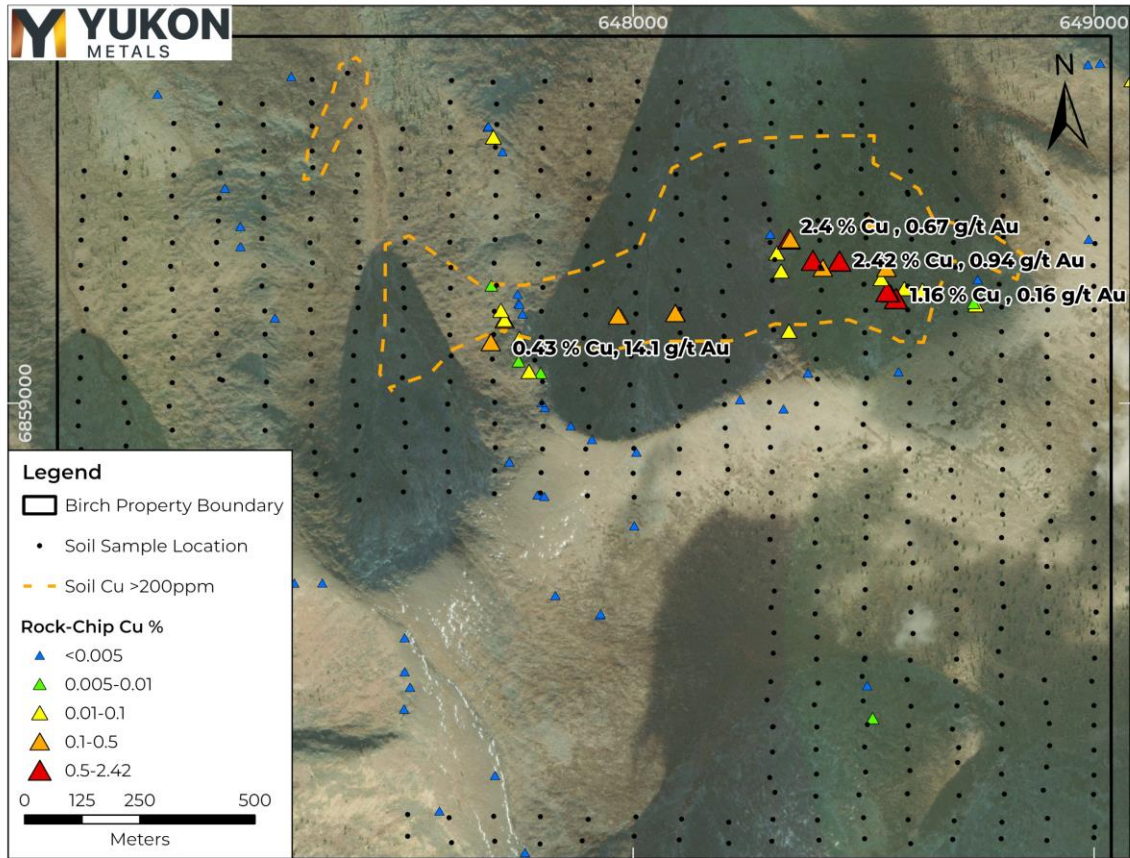 YUKON
METALS
648000
649000
N
2.4 % Cu , 0.67 g/t Au
2.42 % Cu , 0.94 g/t Au
1.16 % Cu , 0.16 g/t Au
0.43 % Cu, 14.1 g/t Au
6859000
Legend
Birch Property Boundary
Soil Sample Location
Soil Cu >200ppm
Rock-Chip Cu %
<0.005
0.005-0.01
0.01-0.1
0.1-0.5
0.5-2.42
0 125 250 500
Meters